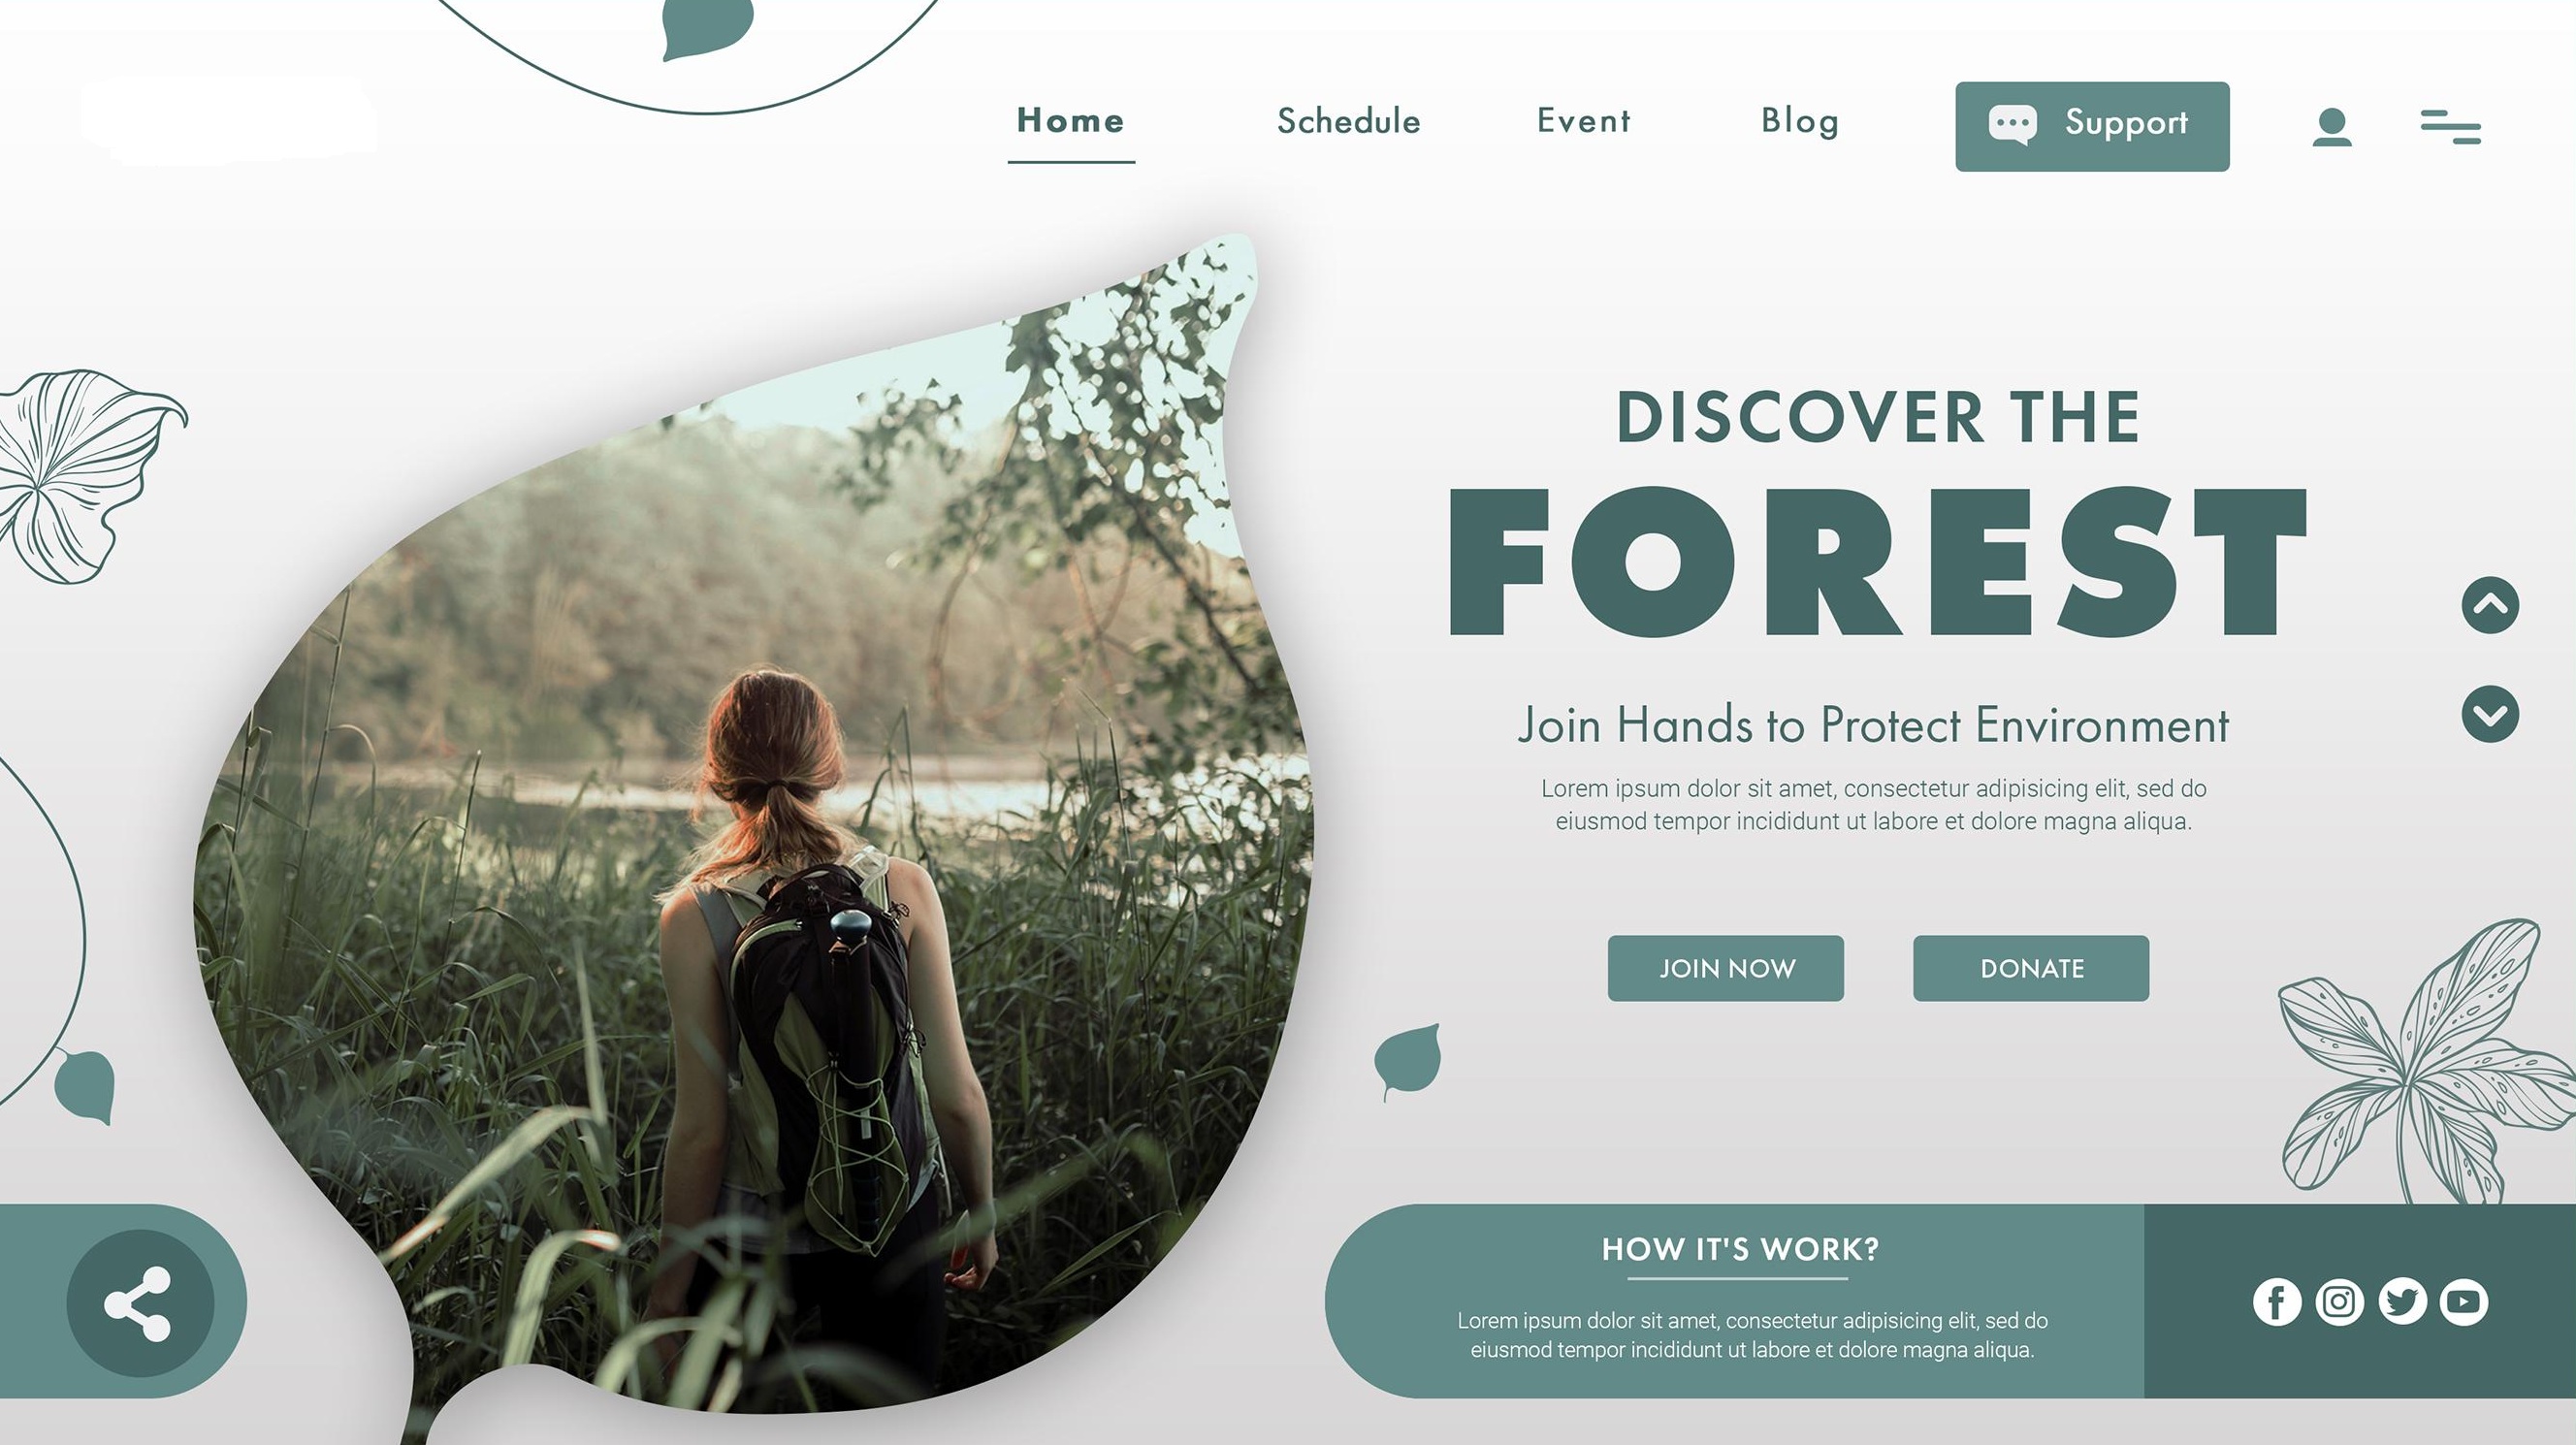 Home
Schedule
Event
Blog
Support
DISCOVER THE
FOREST
Join Hands to Protect Environment
Lorem ipsum dolor sit amet, consectetur adipisicing elit, sed do
eiusmod tempor incididunt ut labore et dolore magna aliqua.
JOIN NOW
DONATE
HOW IT'S WORK?
Lorem ipsum dolor sit amet, consectetur adipisicing elit, sed do
eiusmod tempor incididunt ut labore et dolore magna aliqua.